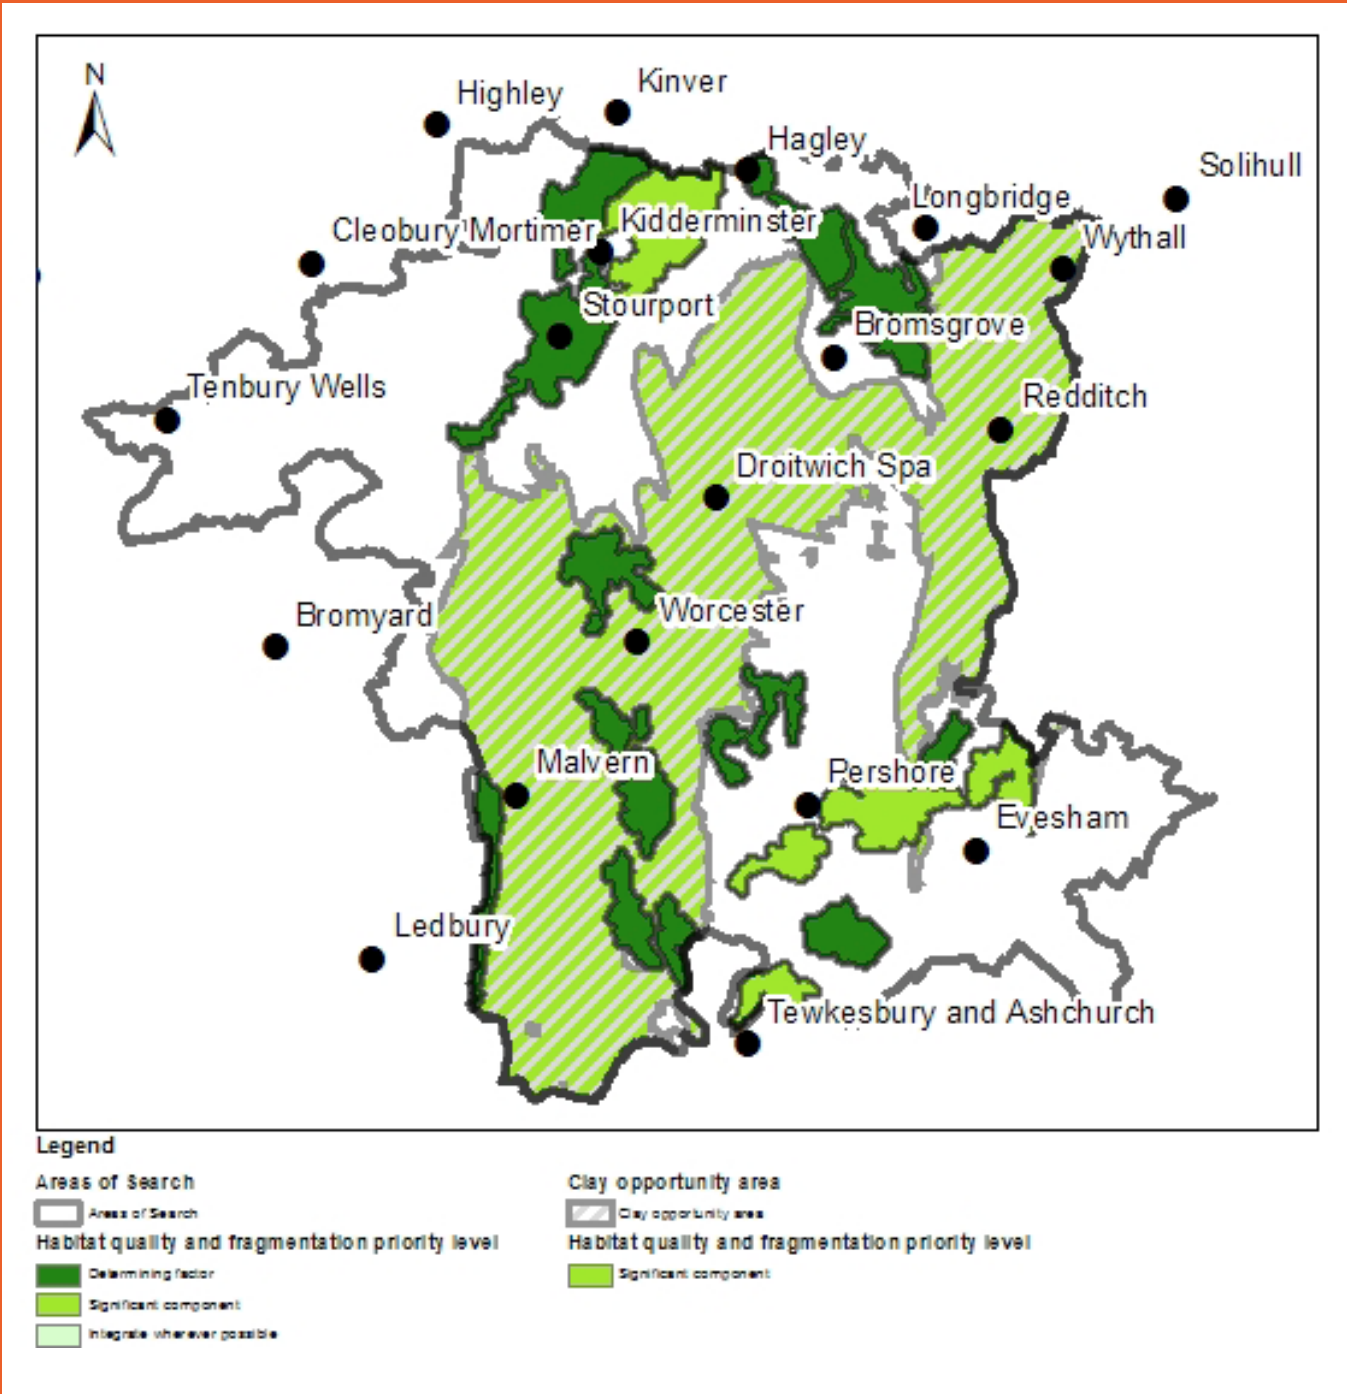 N
Highley
Kinver
Hagley
Solihull
Longbridge
Cleobury Mortimer
Kidderminster
Wythall
Stourport
Bromsgrove
Tenbury Wells
Redditch
Droitwich Spa
Bromyard
Worcester
Malvern
Pershore
Evesham
Ledbury
Tewkesbury and Ashchurch
Legend
Areas of Search
Areas of Search
Habitat quality and fragmentation priority level
Determining factor
Significant component
Integrate wherever possible
Clay opportunity area
Clay opportunity area
Habitat quality and fragmentation priority level
Significant component